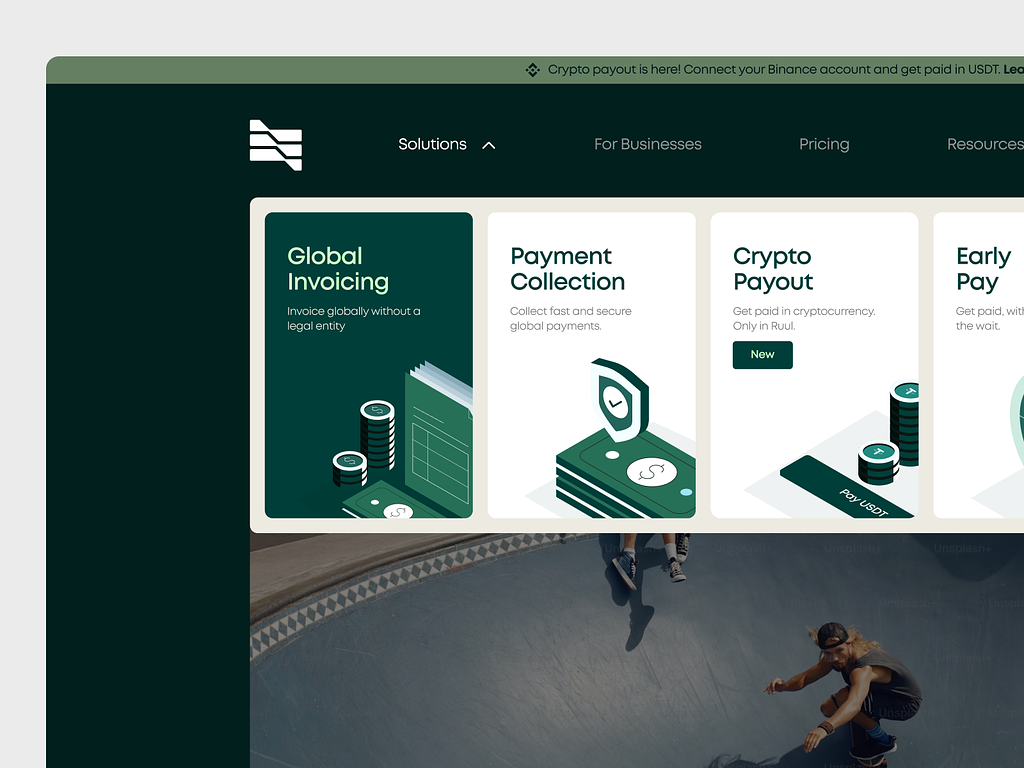 Crypto payout is here! Connect your Binance account and get paid in USDT. Lea
Solutions
For Businesses
Pricing
Resources
Global
Invoicing
Invoice globally without a
legal entity
Payment
Collection
Collect fast and secure
global payments.
Crypto
Payout
Get paid in cryptocurrency.
Only in Ruul.
New
Pay USDT
Early
Pay
Get paid, with
the wait.
Unsplash+
Unsplash+